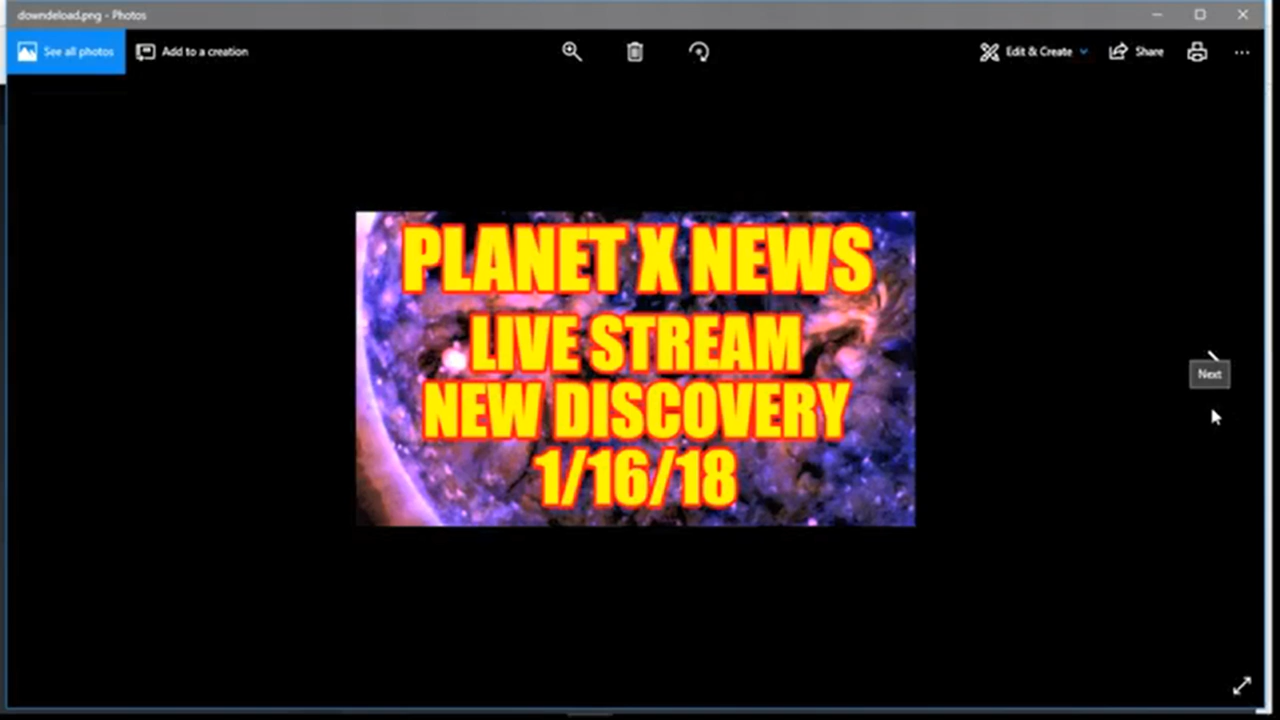 downdeload.png - Photos
See all photos
Add to a creation
Edit & Create
Share
PLANET X NEWS
LIVE STREAM
NEW DISCOVERY
1/16/18
Next